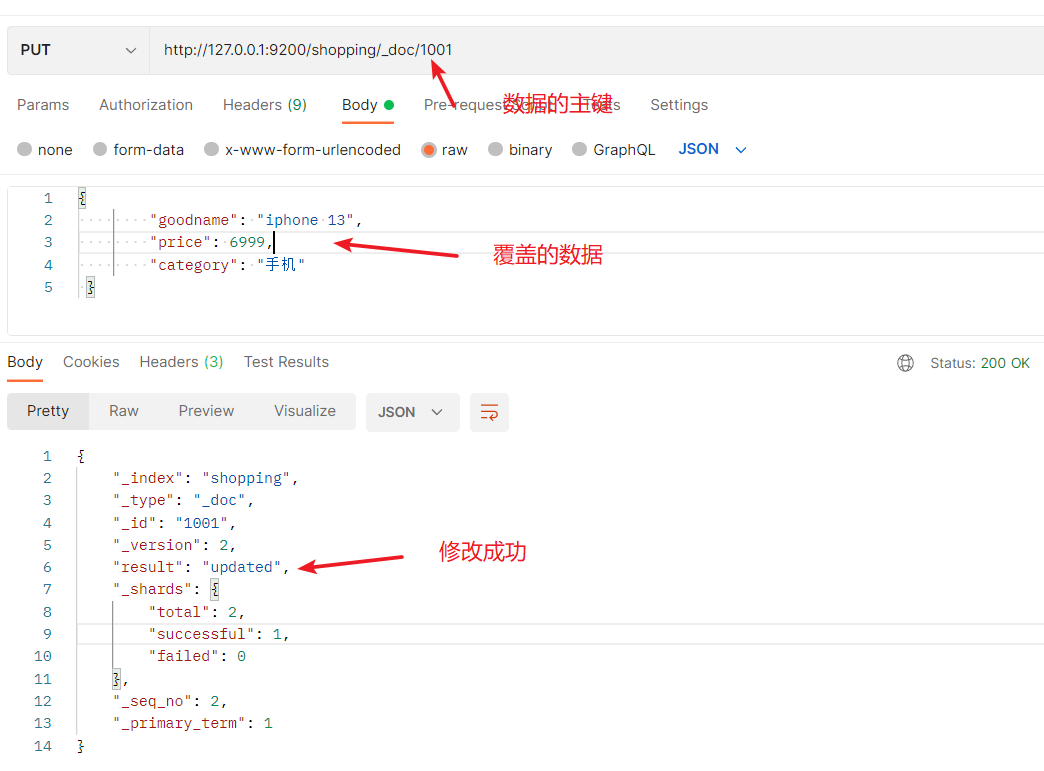 PUT http://127.0.0.1:9200/shopping/_doc/1001
Params Authorization Headers (9) Body Pre-request Script Tests Settings
数据的主键
none form-data x-www-form-urlencoded raw binary GraphQL JSON
1 {
2 "goodname": "iphone 13",
3 "price": 6999,
覆盖的数据
4 "category": "手机"
5 }
Body Cookies Headers (3) Test Results Status: 200 OK
Pretty Raw Preview Visualize JSON
1 {
2 "_index": "shopping",
3 "_type": "_doc",
4 "_id": "1001",
5 "_version": 2,
修改成功
6 "result": "updated",
7 "_shards": {
8 "total": 2,
9 "successful": 1,
10 "failed": 0
11 },
12 "_seq_no": 2,
13 "_primary_term": 1
14 }